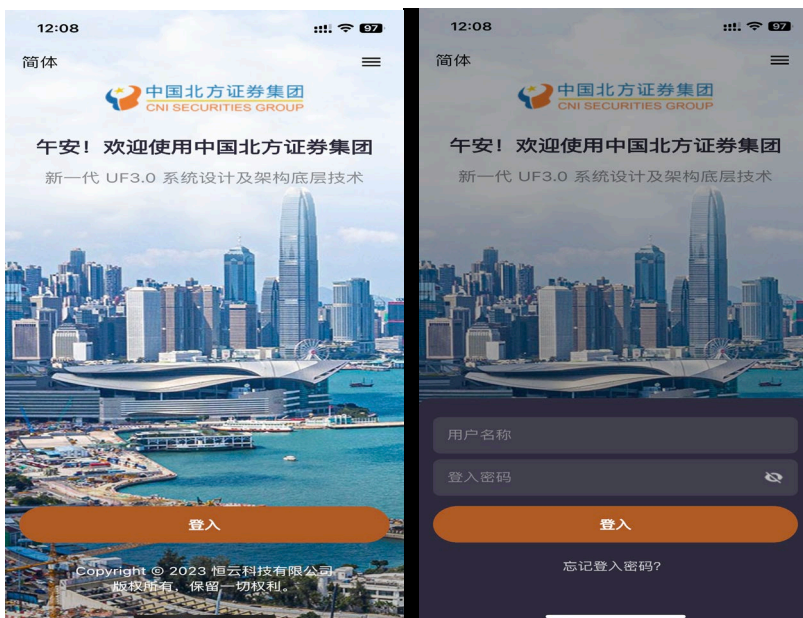 12:08
97
简体
中国北方证券集团
CNI SECURITIES GROUP
午安！欢迎使用中国北方证券集团
新一代 UF3.0 系统设计及架构底层技术
登入
Copyright © 2023 恒云科技有限公司
版权所有，保留一切权利。
12:08
97
简体
中国北方证券集团
CNI SECURITIES GROUP
午安！欢迎使用中国北方证券集团
新一代 UF3.0 系统设计及架构底层技术
用户名称
登入密码
登入
忘记登入密码?